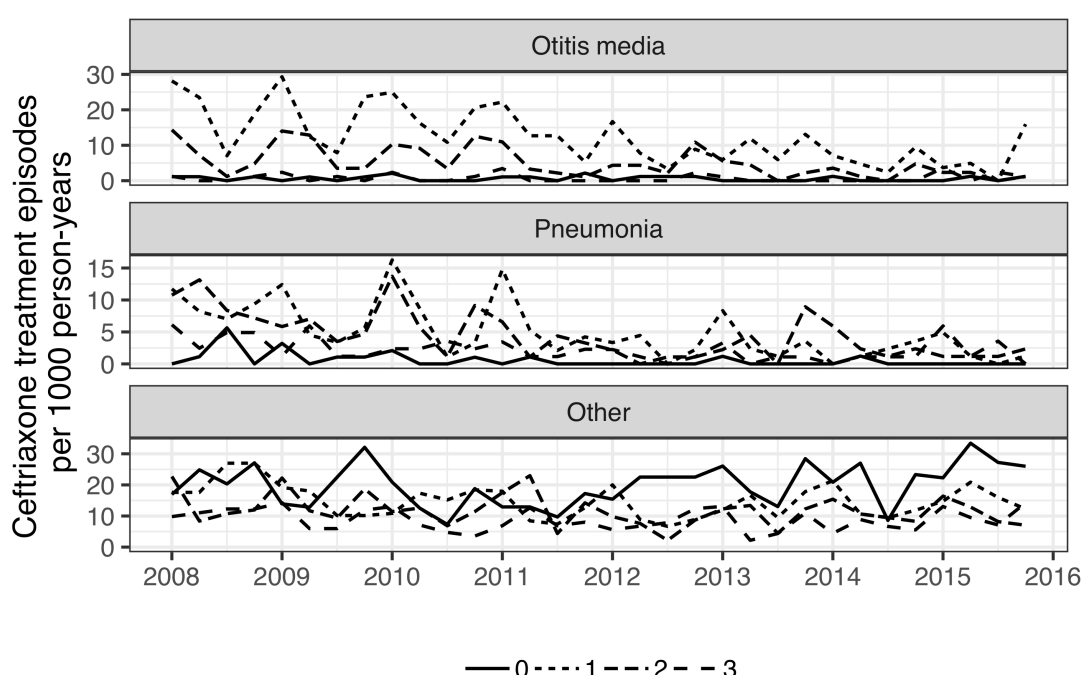 Ceftriaxone treatment episodes
per 1000 person-years
Otitis media
30
20
10
0
Pneumonia
15
10
5
0
Other
30
20
10
0
2008 2009 2010 2011 2012 2013 2014 2015 2016
0 1 2 3